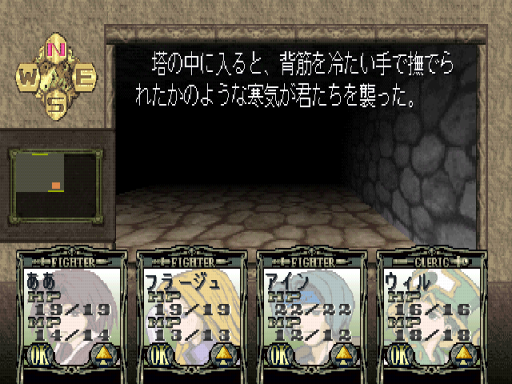 N
W E
S
塔の中に入ると、背筋を冷たい手で撫でら
れたかのような寒気が君たちを襲った。
FIGHTER FIGHTER FIGHTER CLERIC
ああ フラージュ アイン ウィル
HP HP HP HP
19/19 19/19 22/22 16/16
MP MP MP MP
14/14 13/13 12/12 18/18
OK OK OK OK